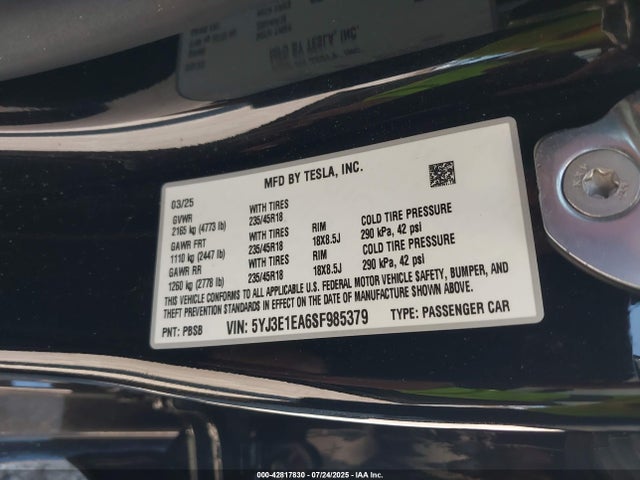 MFD BY TESLA, INC.
MFD BY TESLA, INC.
03/25
GVWR WITH TIRES
2165 kg (4773 lb) 235/45R18 RIM COLD TIRE PRESSURE
GAWR FRT WITH TIRES 18X8.5J 290 kPa, 42 psi
1110 kg (2447 lb) 235/45R18 RIM COLD TIRE PRESSURE
GAWR RR WITH TIRES 18X8.5J 290 kPa, 42 psi
1260 kg (2778 lb) 235/45R18
THIS VEHICLE CONFORMS TO ALL APPLICABLE U.S. FEDERAL MOTOR VEHICLE SAFETY, BUMPER, AND
THEFT PREVENTION STANDARDS IN EFFECT ON THE DATE OF MANUFACTURE SHOWN ABOVE.
PNT: PBSB VIN: 5YJ3E1EA6SF985379 TYPE: PASSENGER CAR
000-42817830 - 07/24/2025 - IAA Inc.